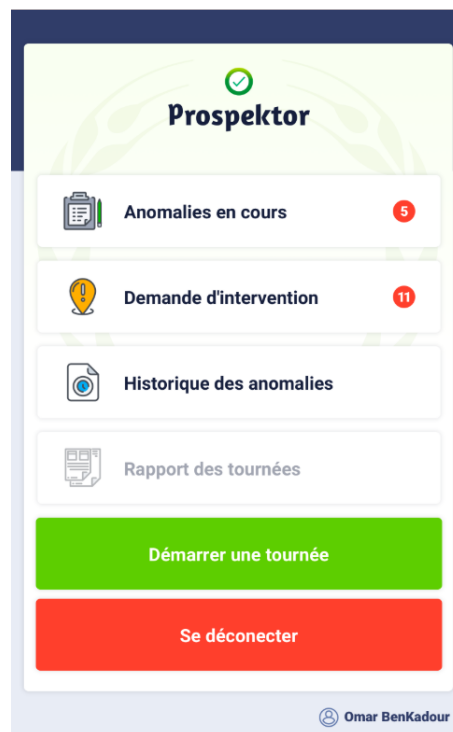 Prospektor
Anomalies en cours
5
Demande d'intervention
11
Historique des anomalies
Rapport des tournées
Démarrer une tournée
Se déconecter
Omar BenKadour